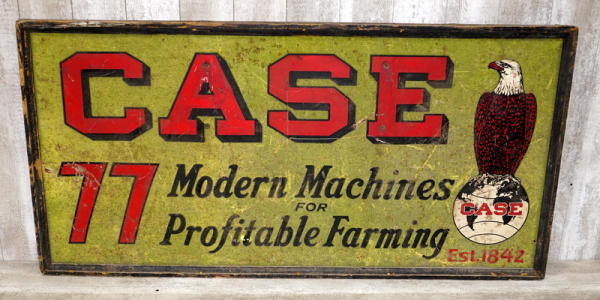 CASE
77 Modern Machines
FOR
Profitable Farming
CASE
Est. 1842